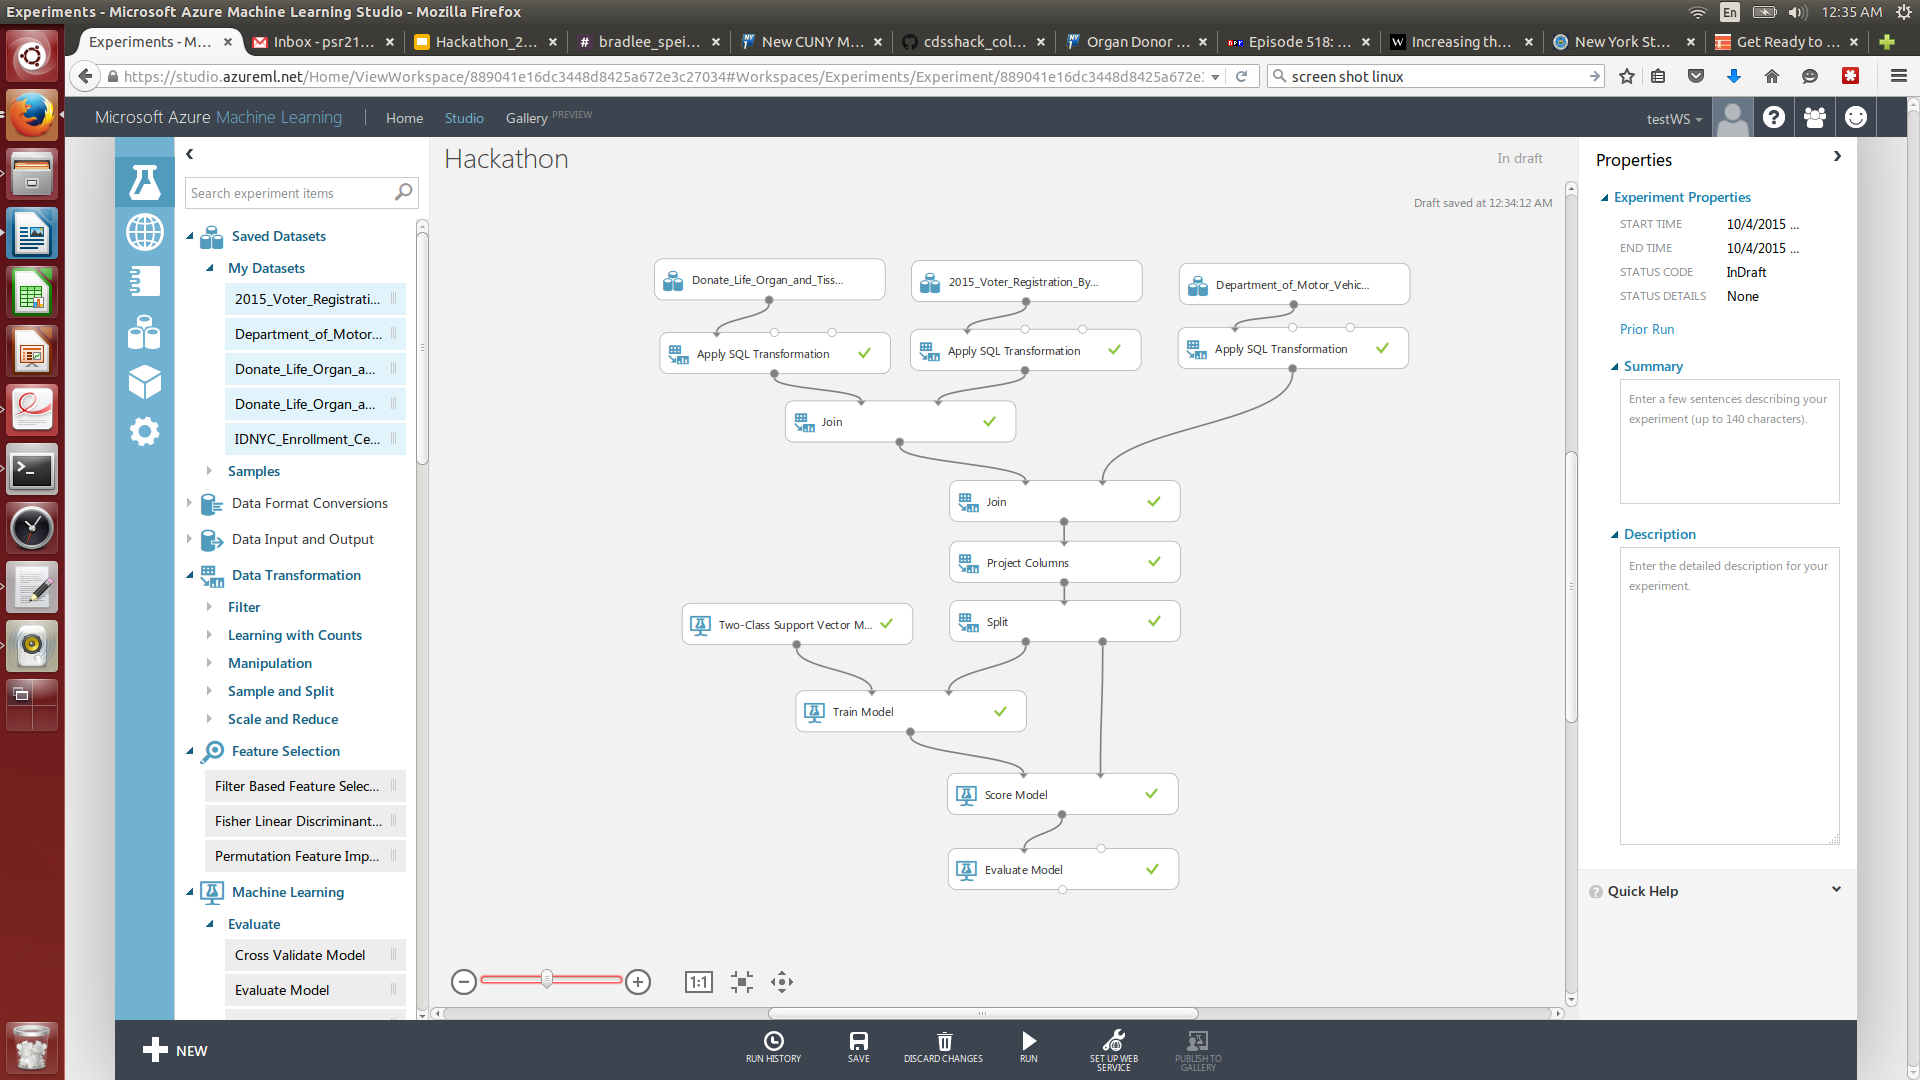 Experiments - Microsoft Azure Machine Learning Studio - Mozilla Firefox
En
12:35 AM
Experiments - M...
Inbox - psr21...
Hackathon_2...
bradlee_spei...
New CUNY M...
cdsshack_col...
Organ Donor ...
Episode 518: ...
Increasing th...
New York St...
Get Ready to ...
https://studio.azureml.net/Home/ViewWorkspace/889041e16dc3448d8425a672e3c27034#Workspaces/Experiments/Experiment/889041e16dc3448d8425a672e
screen shot linux
Microsoft Azure Machine Learning
Home
Studio
Gallery PREVIEW
testWS
Hackathon
In draft
Draft saved at 12:34:12 AM
Search experiment items
Saved Datasets
My Datasets
2015_Voter_Registrati...
Department_of_Motor...
Donate_Life_Organ_a...
Donate_Life_Organ_a...
IDNYC_Enrollment_Ce...
Samples
Data Format Conversions
Data Input and Output
Data Transformation
Filter
Learning with Counts
Manipulation
Sample and Split
Scale and Reduce
Feature Selection
Filter Based Feature Selec...
Fisher Linear Discriminant...
Permutation Feature Imp...
Machine Learning
Evaluate
Cross Validate Model
Evaluate Model
Donate_Life_Organ_and_Tiss...
2015_Voter_Registration_By...
Department_of_Motor_Vehic...
Apply SQL Transformation
Apply SQL Transformation
Apply SQL Transformation
Join
Join
Project Columns
Two-Class Support Vector M...
Split
Train Model
Score Model
Evaluate Model
1:1
Properties
Experiment Properties
START TIME 10/4/2015 ...
END TIME 10/4/2015 ...
STATUS CODE InDraft
STATUS DETAILS None
Prior Run
Summary
Enter a few sentences describing your
experiment (up to 140 characters).
Description
Enter the detailed description for your
experiment.
Quick Help
NEW
RUN HISTORY
SAVE
DISCARD CHANGES
RUN
SET UP WEB
SERVICE
PUBLISH TO
GALLERY